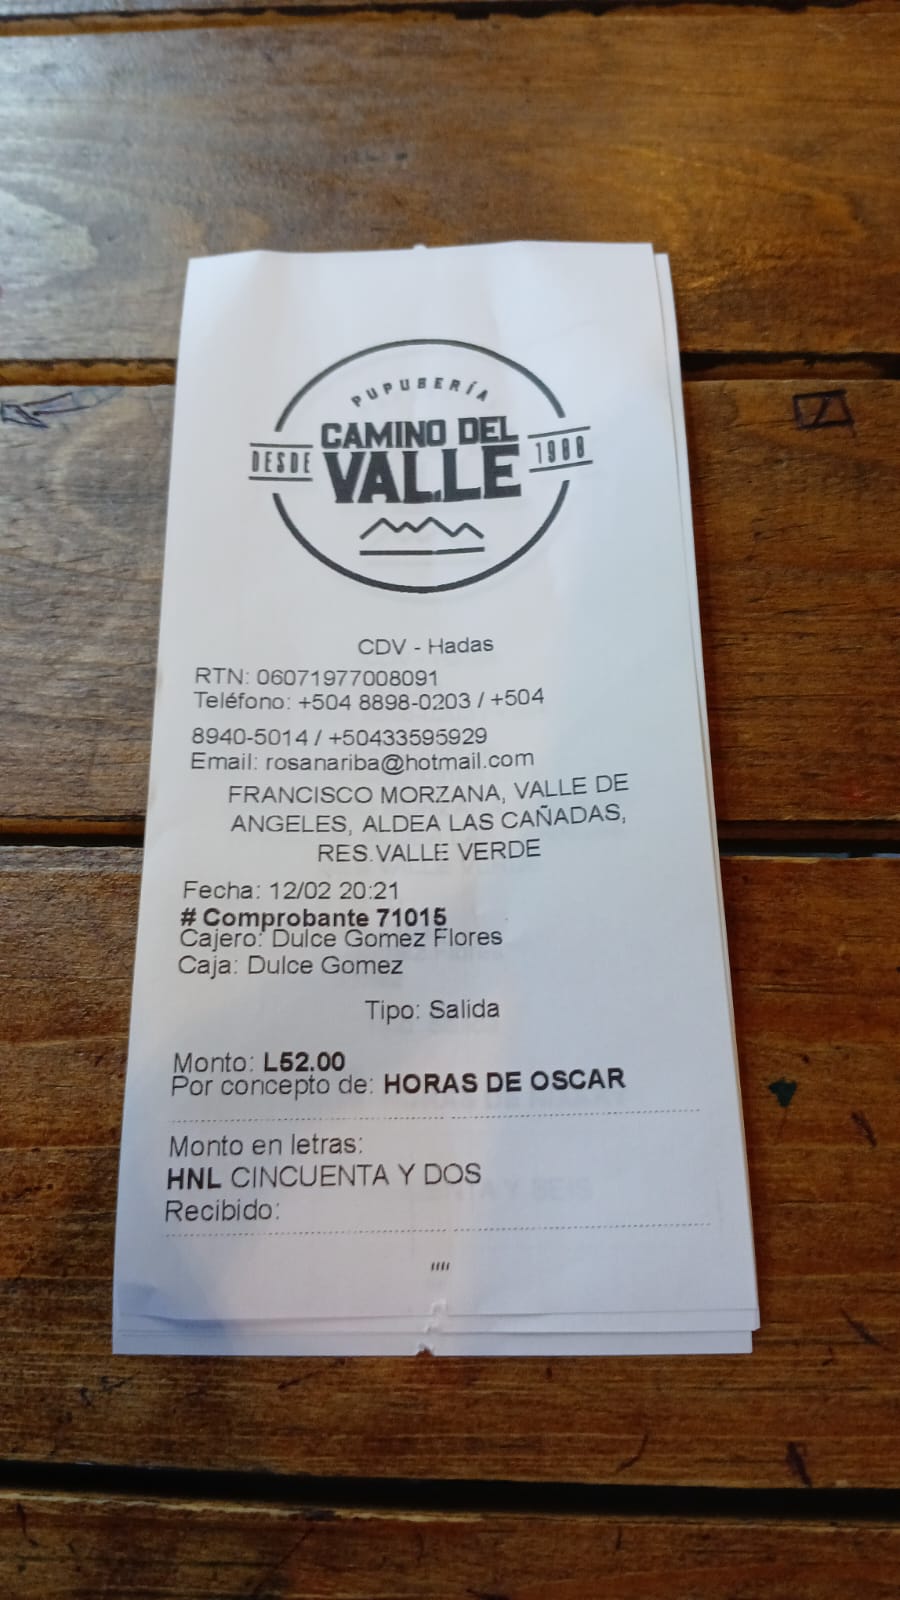 PUPUSERÍA
CAMINO DEL
DESDE VALLE 1988
CDV - Hadas
RTN: 06071977008091
Teléfono: +504 8898-0203 / +504
8940-5014 / +50433595929
Email: rosanariba@hotmail.com
FRANCISCO MORZANA, VALLE DE
ANGELES, ALDEA LAS CAÑADAS,
RES.VALLE VERDE
Fecha: 12/02 20:21
# Comprobante 71015
Cajero: Dulce Gomez Flores
Caja: Dulce Gomez
Tipo: Salida
Monto: L52.00
Por concepto de: HORAS DE OSCAR
Monto en letras:
HNL CINCUENTA Y DOS
Recibido:
""